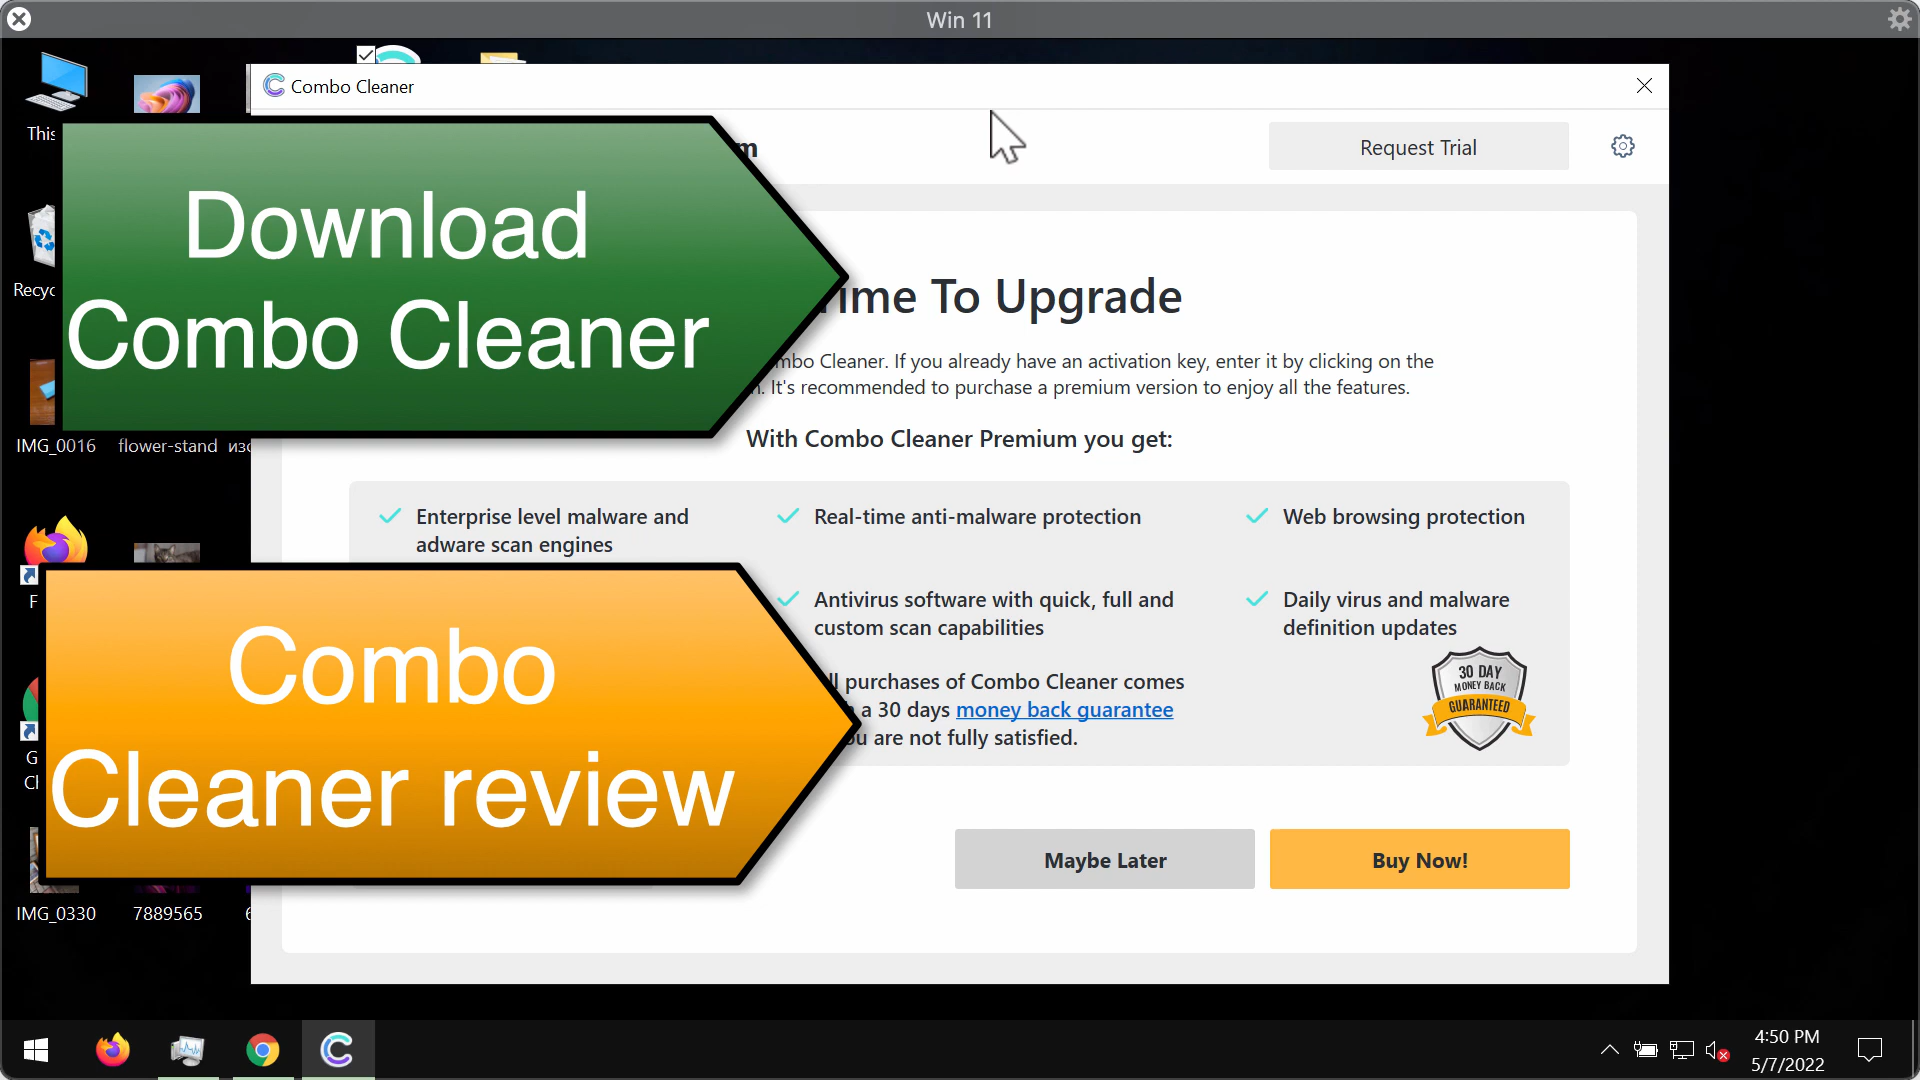 Win 11
Combo Cleaner
Request Trial
Download
Combo Cleaner
Time To Upgrade
Combo Cleaner. If you already have an activation key, enter it by clicking on the
It's recommended to purchase a premium version to enjoy all the features.
With Combo Cleaner Premium you get:
Enterprise level malware and
adware scan engines
Real-time anti-malware protection
Web browsing protection
Antivirus software with quick, full and
custom scan capabilities
Daily virus and malware
definition updates
purchases of Combo Cleaner comes
a 30 days money back guarantee
you are not fully satisfied.
30 DAY
MONEY BACK
GUARANTEED
Combo
Cleaner review
Maybe Later
Buy Now!
This
Recyc
IMG_0016
flower-stand
изо
F
G
Ch
IMG_0330
7889565
4:50 PM
5/7/2022